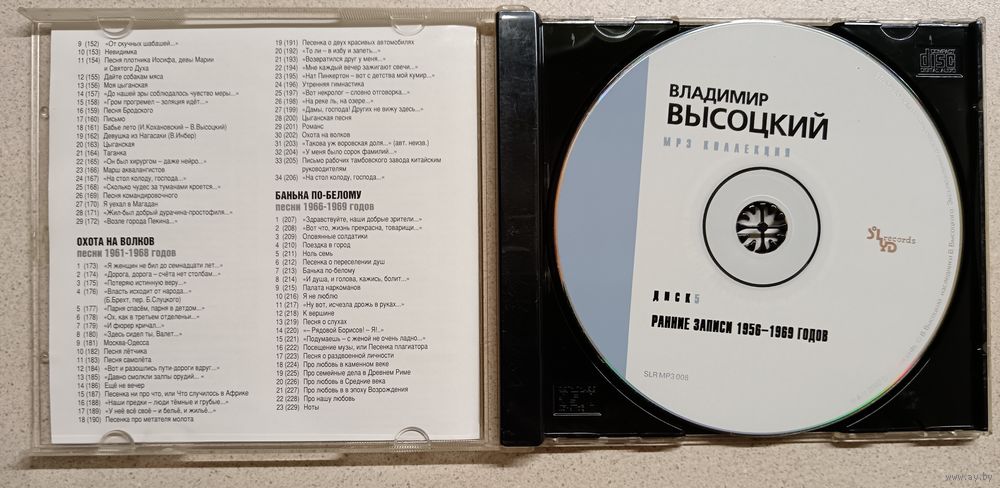 9 (152) «От скучных шабашей...»
10 (153) Невидимка
11 (154) Песня плотника Иосифа, девы Марии
и Святого Духа
12 (155) Дайте собакам мяса
13 (156) Моя цыганская
14 (157) «До нашей эры соблюдалось чувство меры...»
15 (158) «Гром прогремел - золяция идёт...»
16 (159) Песня Бродского
17 (160) Письмо
18 (161) Бабье лето (И.Кохановский – В.Высоцкий)
19 (162) Девушка из Нагасаки (В.Инбер)
20 (163) Цыганская
21 (164) Таганка
22 (165) «Он был хирургом – даже нейро...»
23 (166) Марш аквалангистов
24 (167) «На стол колоду, господа...»
25 (168) «Сколько чудес за туманами кроется...»
26 (169) Песня командировочного
27 (170) Я уехал в Магадан
28 (171) «Жил-был добрый дурачина-простофиля...»
29 (172) «Возле города Пекина...»
ОХОТА НА ВОЛКОВ
песни 1961-1968 годов
1 (173) «Я женщин не бил до семнадцати лет...»
2 (174) «Дорога, дорога – счёта нет столбам...»
3 (175) «Потеряю истинную веру...»
4 (176) «Власть исходит от народа...»
(Б.Брехт, пер. Б.Слуцкого)
5 (177) «Парня спасём, парня в детдом...»
6 (178) «Ох, как в третьем отделеньи...»
7 (179) «И фюрер кричал...»
8 (180) «Здесь сидел ты, Валет...»
9 (181) Москва-Одесса
10 (182) Песня лётчика
11 (183) Песня самолёта
12 (184) «Вот и разошлись пути-дороги вдруг...»
13 (185) «Давно смолкли залпы орудий...»
14 (186) Ещё не вечер
15 (187) Песенка ни про что, или Что случилось в Африке
16 (188) «Наши предки – люди тёмные и грубые...»
17 (189) «У неё всё своё – и бельё, и жильё...»
18 (190) Песенка про метателя молота
19 (191) Песенка о двух красивых автомобилях
20 (192) «То ли – в избу и запеть...»
21 (193) «Возвратился друг у меня...»
22 (194) «Мне каждый вечер зажигают свечи...»
23 (195) «Нат Пинкертон - вот с детства мой кумир...»
24 (196) Утренняя гимнастика
25 (197) «Вот некролог – словно отговорка...»
26 (198) «На реке ль, на озере...»
27 (199) «Дамы, господа! Других не вижу здесь...»
28 (200) Цыганская песня
29 (201) Романс
30 (202) Охота на волков
31 (203) «Такова уж воровская доля...» (авт. неизв.)
32 (204) «У меня было сорок фамилий...»
33 (205) Письмо рабочих тамбовского завода китайским
руководителям
34 (206) «На стол колоду, господа...»
БАНЬКА ПО-БЕЛОМУ
песни 1966-1969 годов
1 (207) «Здравствуйте, наши добрые зрители...»
2 (208) «Вот что, жизнь прекрасна, товарищи...»
3 (209) Оловянные солдатики
4 (210) Поездка в город
5 (211) Ноль семь
6 (212) Песенка о переселении душ
7 (213) Банька по-белому
8 (214) «И душа, и голова, кажись, болит...»
9 (215) Палата наркоманов
10 (216) Я не люблю
11 (217) «Ну вот, исчезла дрожь в руках...»
12 (218) К вершине
13 (219) Песня о слухах
14 (220) «– Рядовой Борисов! – Я!..»
15 (221) «Подумаешь – с женой не очень ладно...»
16 (222) Посещение музы, или Песенка плагиатора
17 (223) Песня о раздвоенной личности
18 (224) Про любовь в каменном веке
19 (225) Про семейные дела в Древнем Риме
20 (226) Про любовь в Средние века
21 (227) Про любовь в эпоху Возрождения
22 (228) Про нашу любовь
23 (229) Ноты
COMPACT
disc
DIGITAL AUDIO
ВЛАДИМИР
ВЫСОЦКИЙ
MP3 КОЛЛЕКЦИЯ
SoLyD records
ДИСК 5
РАННИЕ ЗАПИСИ 1956–1969 ГОДОВ
SLR MP3 008
www.ay.by